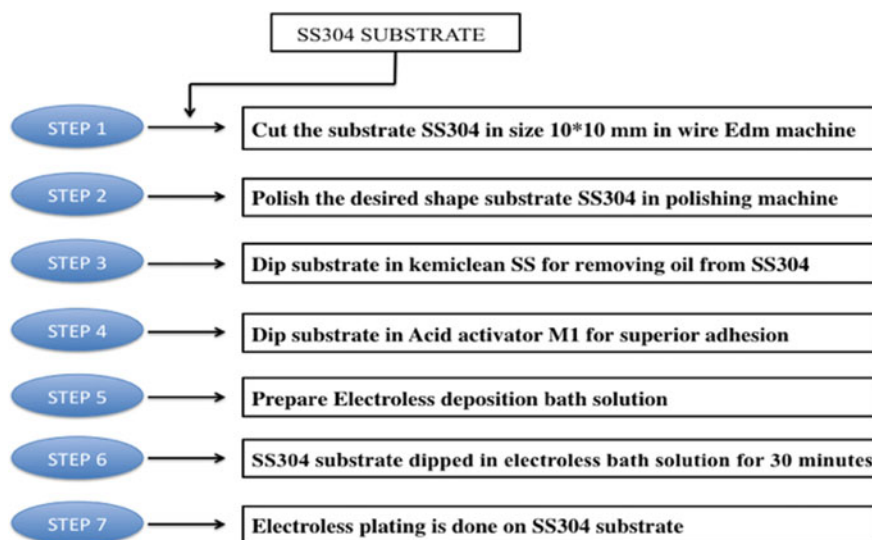 SS304 SUBSTRATE
STEP 1
Cut the substrate SS304 in size 10*10 mm in wire Edm machine
STEP 2
Polish the desired shape substrate SS304 in polishing machine
STEP 3
Dip substrate in kemiclean SS for removing oil from SS304
STEP 4
Dip substrate in Acid activator M1 for superior adhesion
STEP 5
Prepare Electroless deposition bath solution
STEP 6
SS304 substrate dipped in electroless bath solution for 30 minutes
STEP 7
Electroless plating is done on SS304 substrate